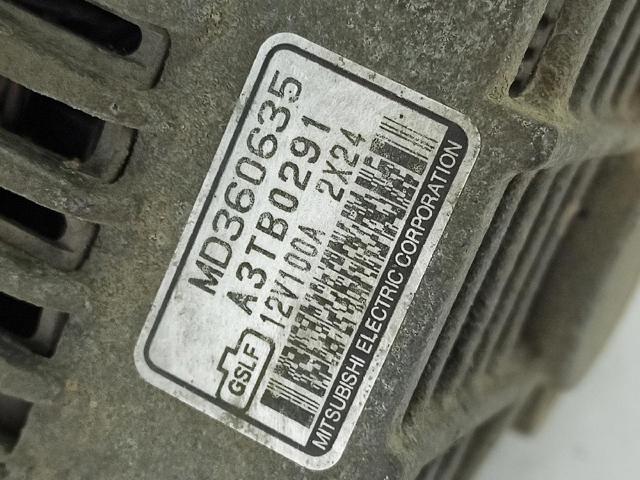 MD360635
A3TB0291
12V100A 2X24
GSLF
MITSUBISHI ELECTRIC CORPORATION